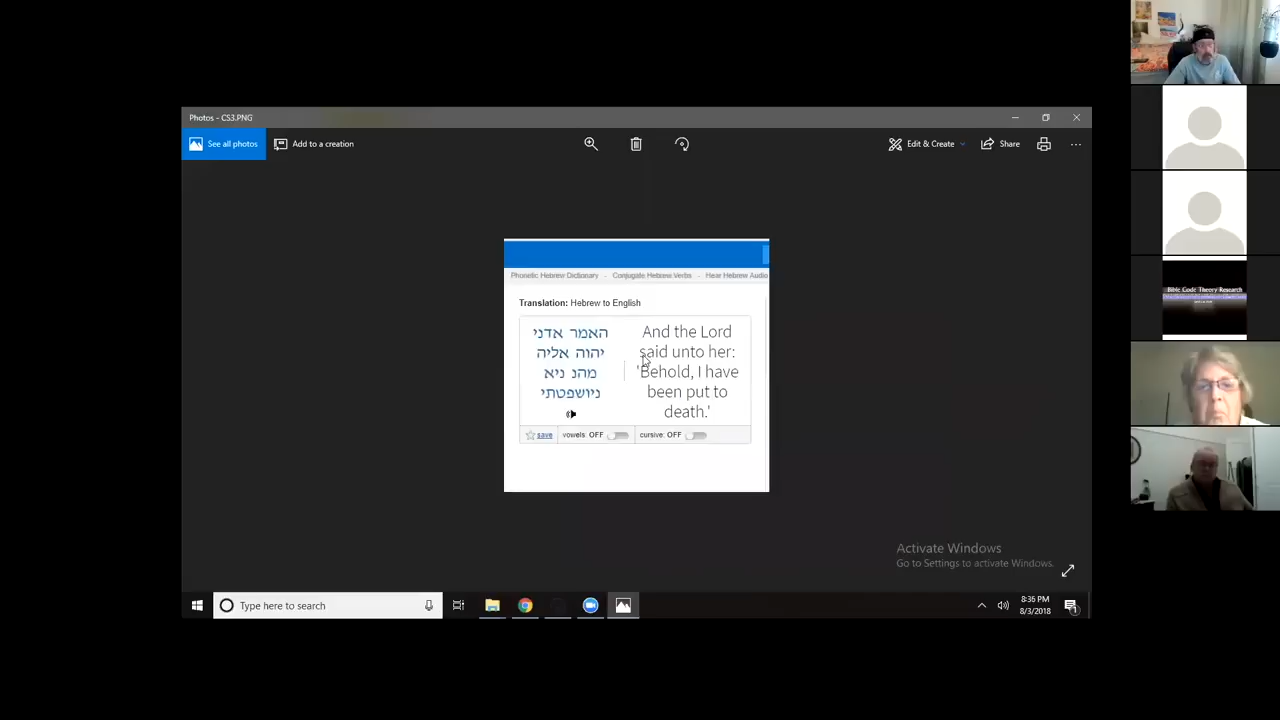 Photos - CS3.PNG
See all photos
Add to a creation
Edit & Create
Share
Phonetic Hebrew Dictionary - Conjugate Hebrew Verbs - Hear Hebrew Audio
Translation: Hebrew to English
האמר אדני
יהוה אליה
מהנ ניא
ניושפטתי
And the Lord
said unto her:
'Behold, I have
been put to
death.'
save
vowels: OFF
cursive: OFF
Bible Code Theory Research
Activate Windows
Go to Settings to activate Windows.
Type here to search
8:36 PM
8/3/2018